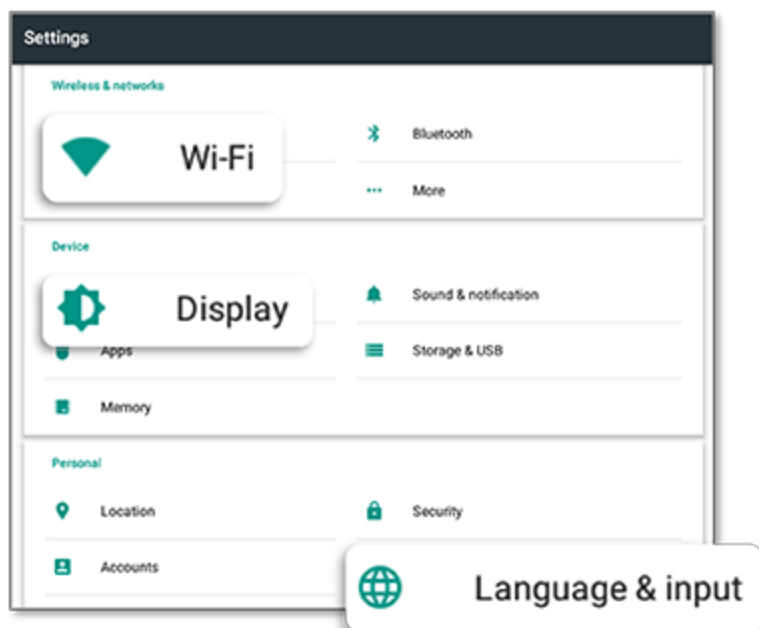 Settings
Wireless & networks
Wi-Fi
Bluetooth
More
Device
Display
Sound & notification
Apps
Storage & USB
Memory
Personal
Location
Security
Accounts
Language & input